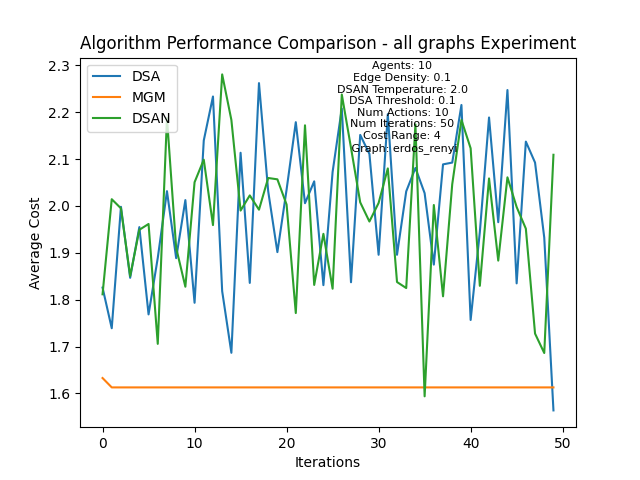 Algorithm Performance Comparison - all graphs Experiment
2.3
2.2
2.1
2.0
1.9
1.8
1.7
1.6
Average Cost
DSA
MGM
DSAN
Agents: 10
Edge Density: 0.1
DSAN Temperature: 2.0
DSA Threshold: 0.1
Num Actions: 10
Num Iterations: 50
Cost Range: 4
Graph: erdos_renyi
0
10
20
30
40
50
Iterations